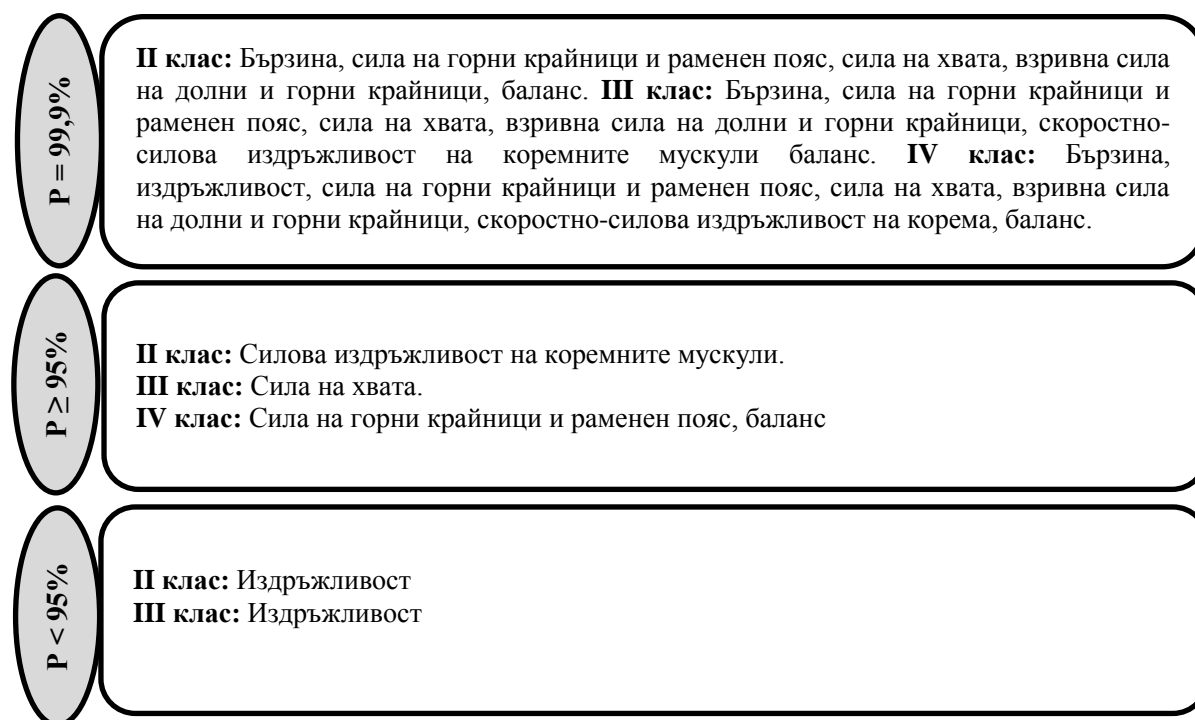 P = 99,9%
II клас: Бързина, сила на горни крайници и раменен пояс, сила на хвата, взривна сила
на долни и горни крайници, баланс. III клас: Бързина, сила на горни крайници и
раменен пояс, сила на хвата, взривна сила на долни и горни крайници, скоростно-
силова издръжливост на коремните мускули баланс. IV клас: Бързина,
издръжливост, сила на горни крайници и раменен пояс, сила на хвата, взривна сила
на долни и горни крайници, скоростно-силова издръжливост на корема, баланс.
P ≥ 95%
II клас: Силова издръжливост на коремните мускули.
III клас: Сила на хвата.
IV клас: Сила на горни крайници и раменен пояс, баланс
P < 95%
II клас: Издръжливост
III клас: Издръжливост